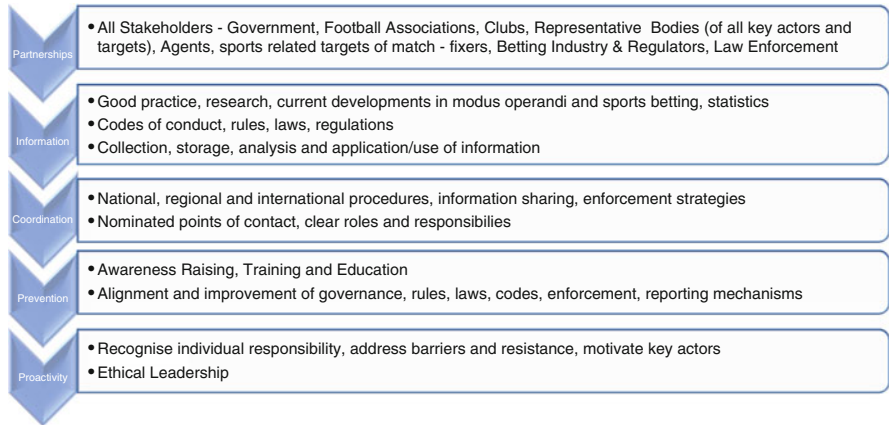 Partnerships
• All Stakeholders - Government, Football Associations, Clubs, Representative Bodies (of all key actors and
targets), Agents, sports related targets of match - fixers, Betting Industry & Regulators, Law Enforcement
Information
• Good practice, research, current developments in modus operandi and sports betting, statistics
• Codes of conduct, rules, laws, regulations
• Collection, storage, analysis and application/use of information
Coordination
• National, regional and international procedures, information sharing, enforcement strategies
• Nominated points of contact, clear roles and responsibilies
Prevention
• Awareness Raising, Training and Education
• Alignment and improvement of governance, rules, laws, codes, enforcement, reporting mechanisms
Proactivity
• Recognise individual responsibility, address barriers and resistance, motivate key actors
• Ethical Leadership